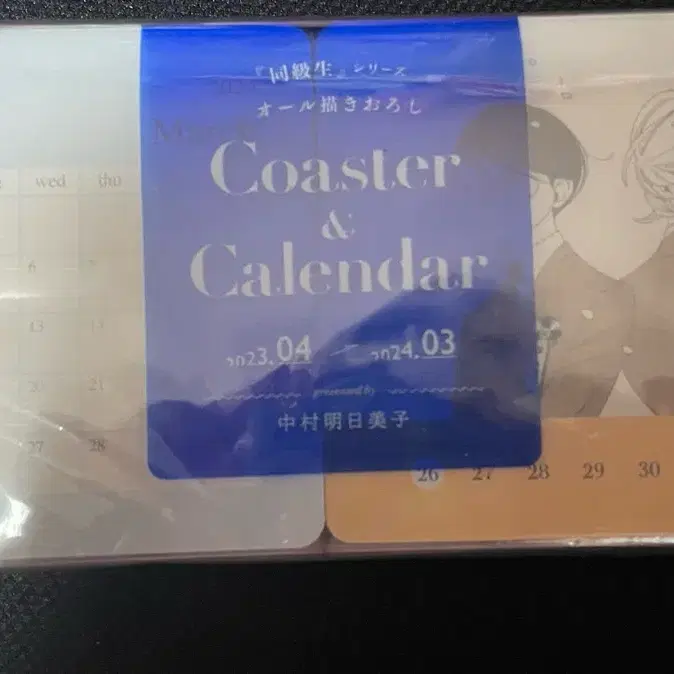 『同級生』シリーズ
オール描きおろし
Coaster
&
Calendar
2023.04 — 2024.03
presented by
中村明日美子
wed thu
6 7
13 14
20 21
27 28
26 27 28 29 30